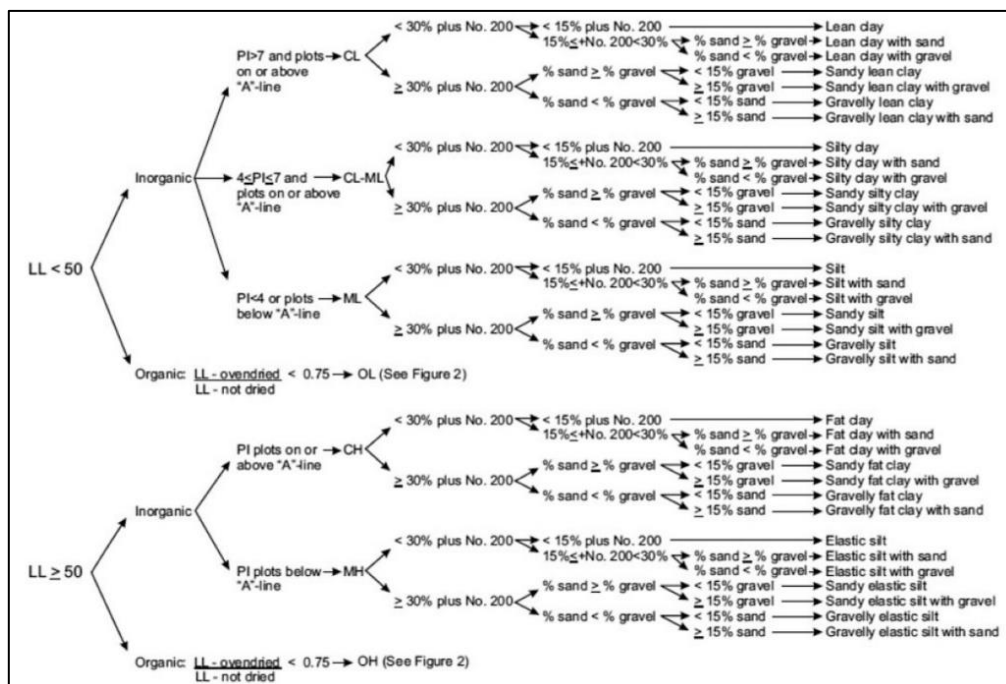 < 30% plus No. 200 < 15% plus No. 200 Lean clay
15%≤+No. 200<30% % sand ≥ % gravel Lean clay with sand
% sand < % gravel Lean clay with gravel
PI>7 and plots
on or above
"A"-line
CL
≥ 30% plus No. 200 % sand ≥ % gravel < 15% gravel Sandy lean clay
≥ 15% gravel Sandy lean clay with gravel
% sand < % gravel < 15% sand Gravelly lean clay
≥ 15% sand Gravelly lean clay with sand
< 30% plus No. 200 < 15% plus No. 200 Silty clay
15%≤+No. 200<30% % sand ≥ % gravel Silty clay with sand
% sand < % gravel Silty clay with gravel
Inorganic
4≤PI≤7 and
plots on or above
"A"-line
CL-ML
≥ 30% plus No. 200 % sand ≥ % gravel < 15% gravel Sandy silty clay
≥ 15% gravel Sandy silty clay with gravel
% sand < % gravel < 15% sand Gravelly silty clay
≥ 15% sand Gravelly silty clay with sand
LL < 50
< 30% plus No. 200 < 15% plus No. 200 Silt
15%≤+No. 200<30% % sand ≥ % gravel Silt with sand
% sand < % gravel Silt with gravel
PI<4 or plots
below "A"-line
ML
≥ 30% plus No. 200 % sand ≥ % gravel < 15% gravel Sandy silt
≥ 15% gravel Sandy silt with gravel
% sand < % gravel < 15% sand Gravelly silt
≥ 15% sand Gravelly silt with sand
Organic: LL - ovendried < 0.75 OL (See Figure 2)
LL - not dried
< 30% plus No. 200 < 15% plus No. 200 Fat clay
15%≤+No. 200<30% % sand ≥ % gravel Fat clay with sand
% sand < % gravel Fat clay with gravel
PI plots on or
above "A"-line
CH
≥ 30% plus No. 200 % sand ≥ % gravel < 15% gravel Sandy fat clay
≥ 15% gravel Sandy fat clay with gravel
% sand < % gravel < 15% sand Gravelly fat clay
≥ 15% sand Gravelly fat clay with sand
Inorganic
LL ≥ 50
< 30% plus No. 200 < 15% plus No. 200 Elastic silt
15%≤+No. 200<30% % sand ≥ % gravel Elastic silt with sand
% sand < % gravel Elastic silt with gravel
PI plots below
"A"-line
MH
≥ 30% plus No. 200 % sand ≥ % gravel < 15% gravel Sandy elastic silt
≥ 15% gravel Sandy elastic silt with gravel
% sand < % gravel < 15% sand Gravelly elastic silt
≥ 15% sand Gravelly elastic silt with sand
Organic: LL - ovendried < 0.75 OH (See Figure 2)
LL - not dried